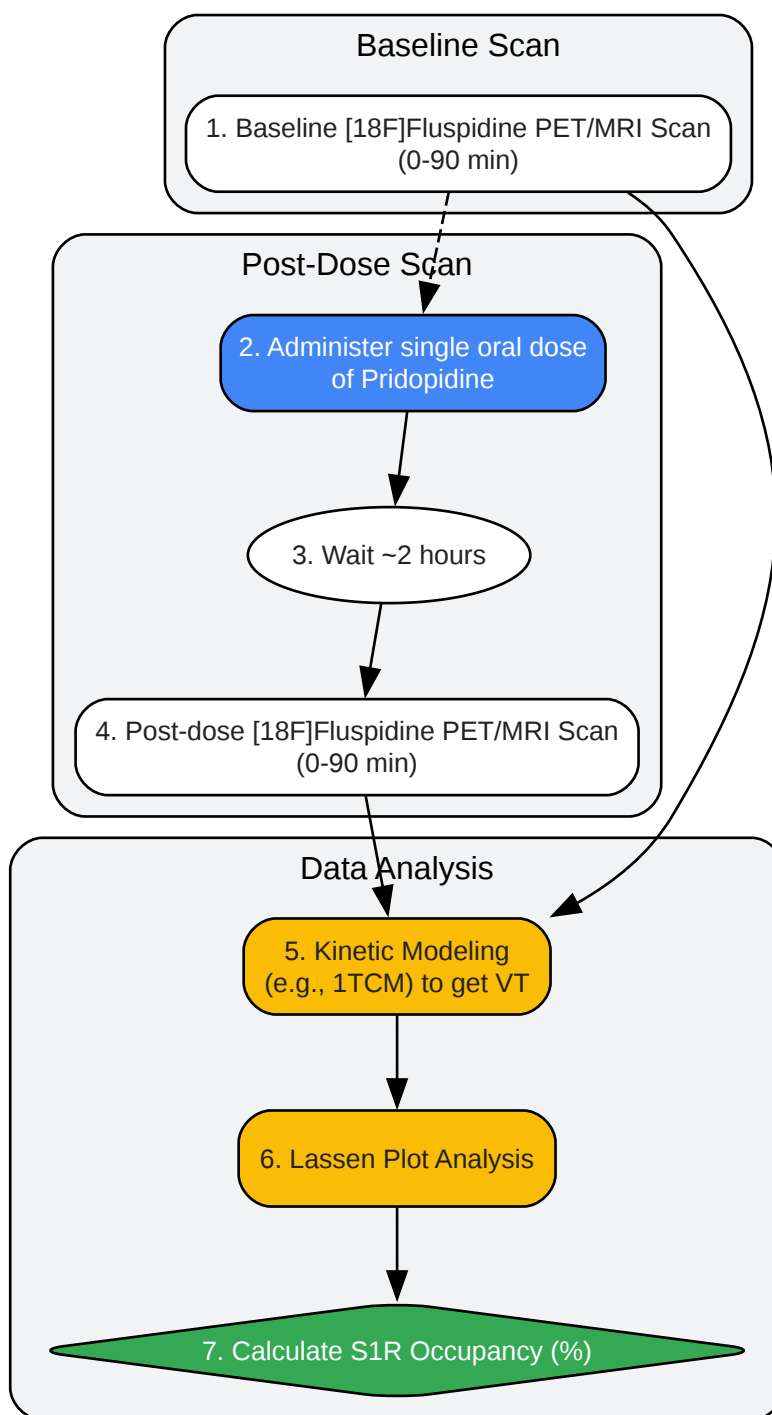 Baseline Scan
1. Baseline [18F]Fluspidine PET/MRI Scan
(0-90 min)
Post-Dose Scan
2. Administer single oral dose
of Pridopidine
3. Wait ~2 hours
4. Post-dose [18F]Fluspidine PET/MRI Scan
(0-90 min)
Data Analysis
5. Kinetic Modeling
(e.g., 1TCM) to get VT
6. Lassen Plot Analysis
7. Calculate S1R Occupancy (%)